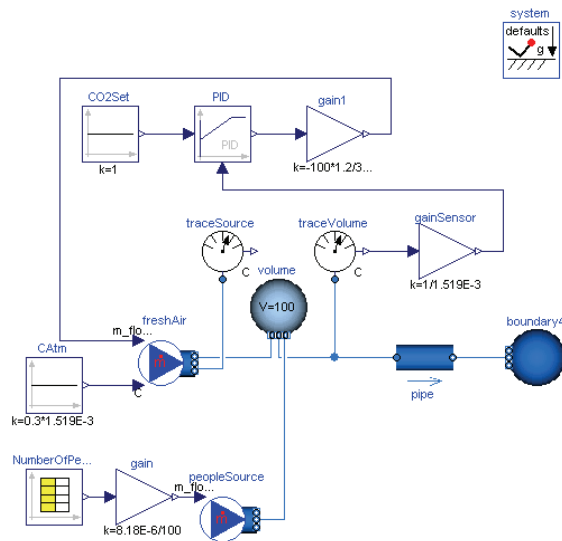 system
defaults
g
CO2Set
PID
gain1
PID
k=1
k=-100*1.2/3...
traceSource
traceVolume
gainSensor
C
C
volume
k=1/1.519E-3
V=100
freshAir
m_flo...
boundary4
CAtm
m
C
pipe
k=0.3*1.519E-3
NumberOfPe...
gain
peopleSource
m_flo...
m
k=8.18E-6/100